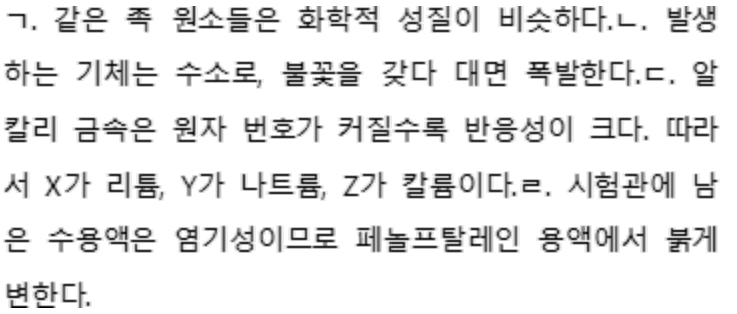 ㄱ. 같은 족 원소들은 화학적 성질이 비슷하다.ㄴ. 발생
하는 기체는 수소로, 불꽃을 갖다 대면 폭발한다.ㄷ. 알
칼리 금속은 원자 번호가 커질수록 반응성이 크다. 따라
서 X가 리튬, Y가 나트륨, Z가 칼륨이다.ㄹ. 시험관에 남
은 수용액은 염기성이므로 페놀프탈레인 용액에서 붉게
변한다.